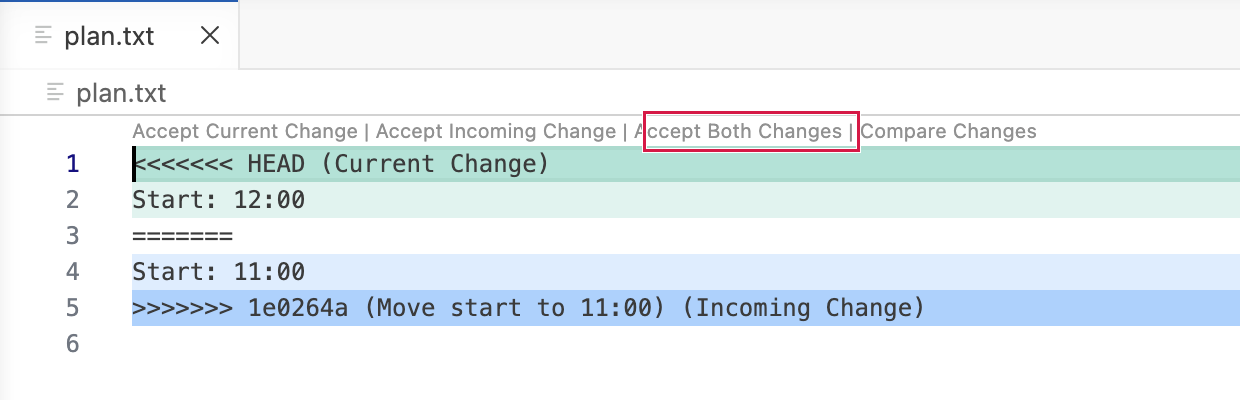 plan.txt
plan.txt
Accept Current Change | Accept Incoming Change | Accept Both Changes | Compare Changes
1 <<<<<<< HEAD (Current Change)
2 Start: 12:00
3 =======
4 Start: 11:00
5 >>>>>>> 1e0264a (Move start to 11:00) (Incoming Change)
6